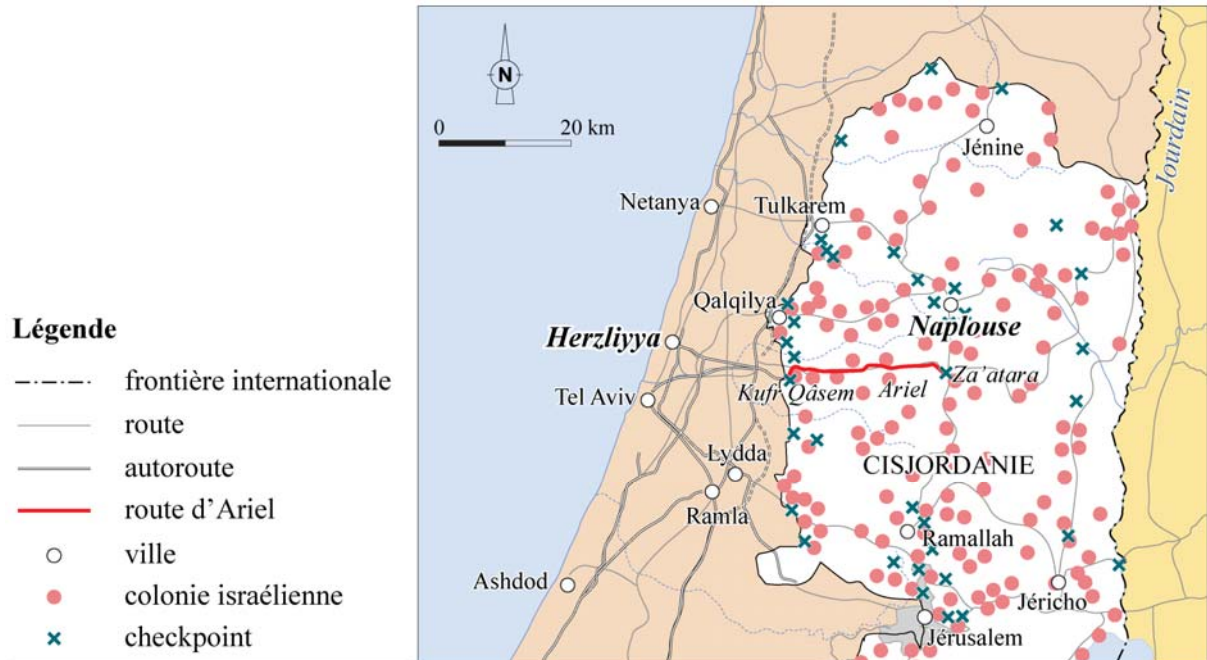 N
0 20 km
Jénine
Jourdain
Netanya
Tulkarem
Qalqilya
Naplouse
Herzliyya
Kufr Qâsem
Ariel
Za'atara
Tel Aviv
Lydda
CISJORDANIE
Ramla
Ramallah
Ashdod
Jéricho
Jérusalem
Légende
frontière internationale
route
autoroute
route d'Ariel
ville
colonie israélienne
checkpoint